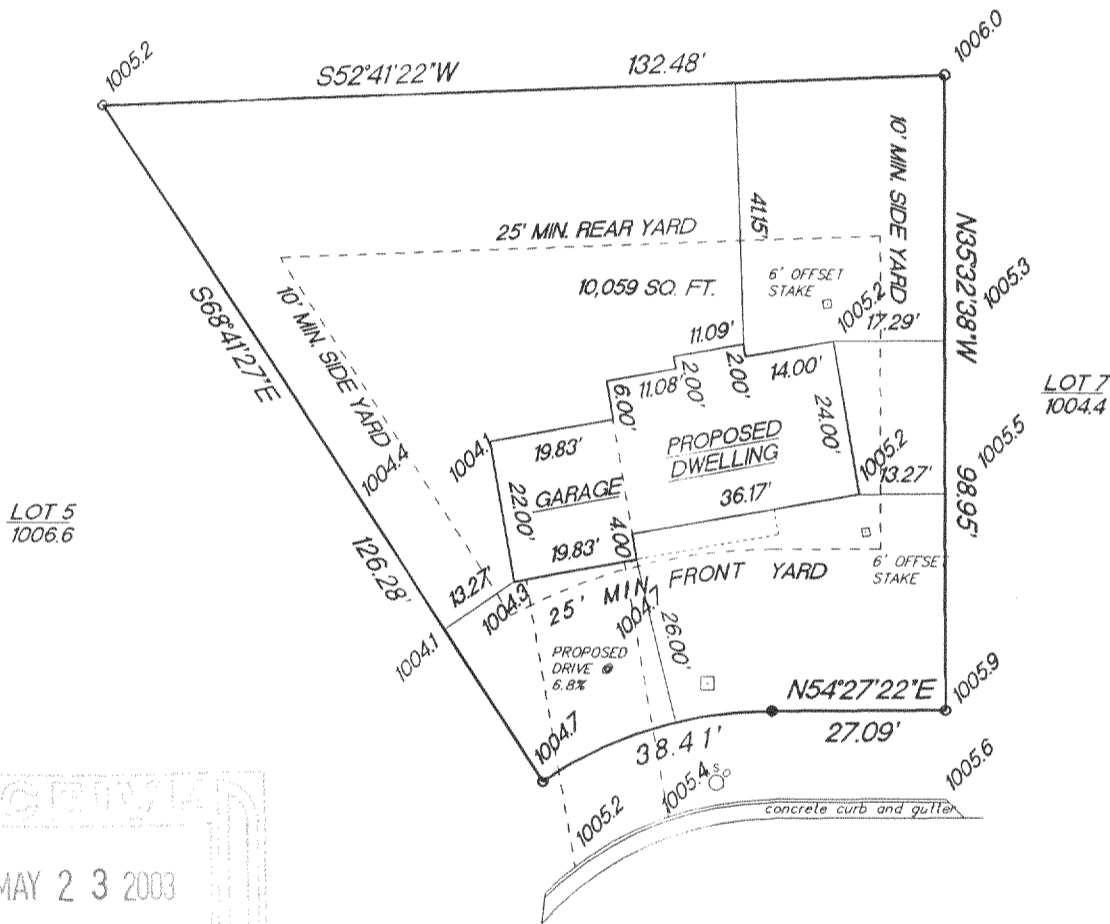 1005.2
1006.0
S52°41'22"W
132.48'
10' MIN. SIDE YARD
41.15'
25' MIN. REAR YARD
N35°32'38"W
10,059 SQ. FT.
6' OFFSET
STAKE
1005.3
S68°41'27"E
10' MIN. SIDE YARD
1005.2
17.29'
11.09'
2.00'
2.00'
14.00'
11.08'
6.00'
24.00'
LOT 7
1004.4
PROPOSED
DWELLING
1004.1
19.83'
1005.2
13.27'
1005.5
1004.4
GARAGE
36.17'
98.95'
22.00'
LOT 5
1006.6
126.28'
19.83'
4.00'
13.27'
1004.3'
25' MIN FRONT YARD
6' OFFSE
STAKE
1004.7
26.00'
1004.1
PROPOSED
DRIVE
6.8%
N54°27'22"E
1005.9
27.09'
1004.7
38.41'
1005.6
1005.4
S
1005.2
concrete curb and gutter
MAY 2 3 2003